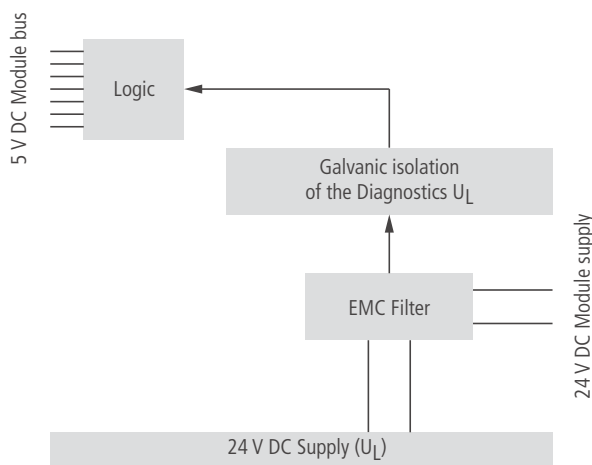 5 V DC Module bus
Logic
Galvanic isolation
of the Diagnostics UL
EMC Filter
24 V DC Module supply
24 V DC Supply (UL)